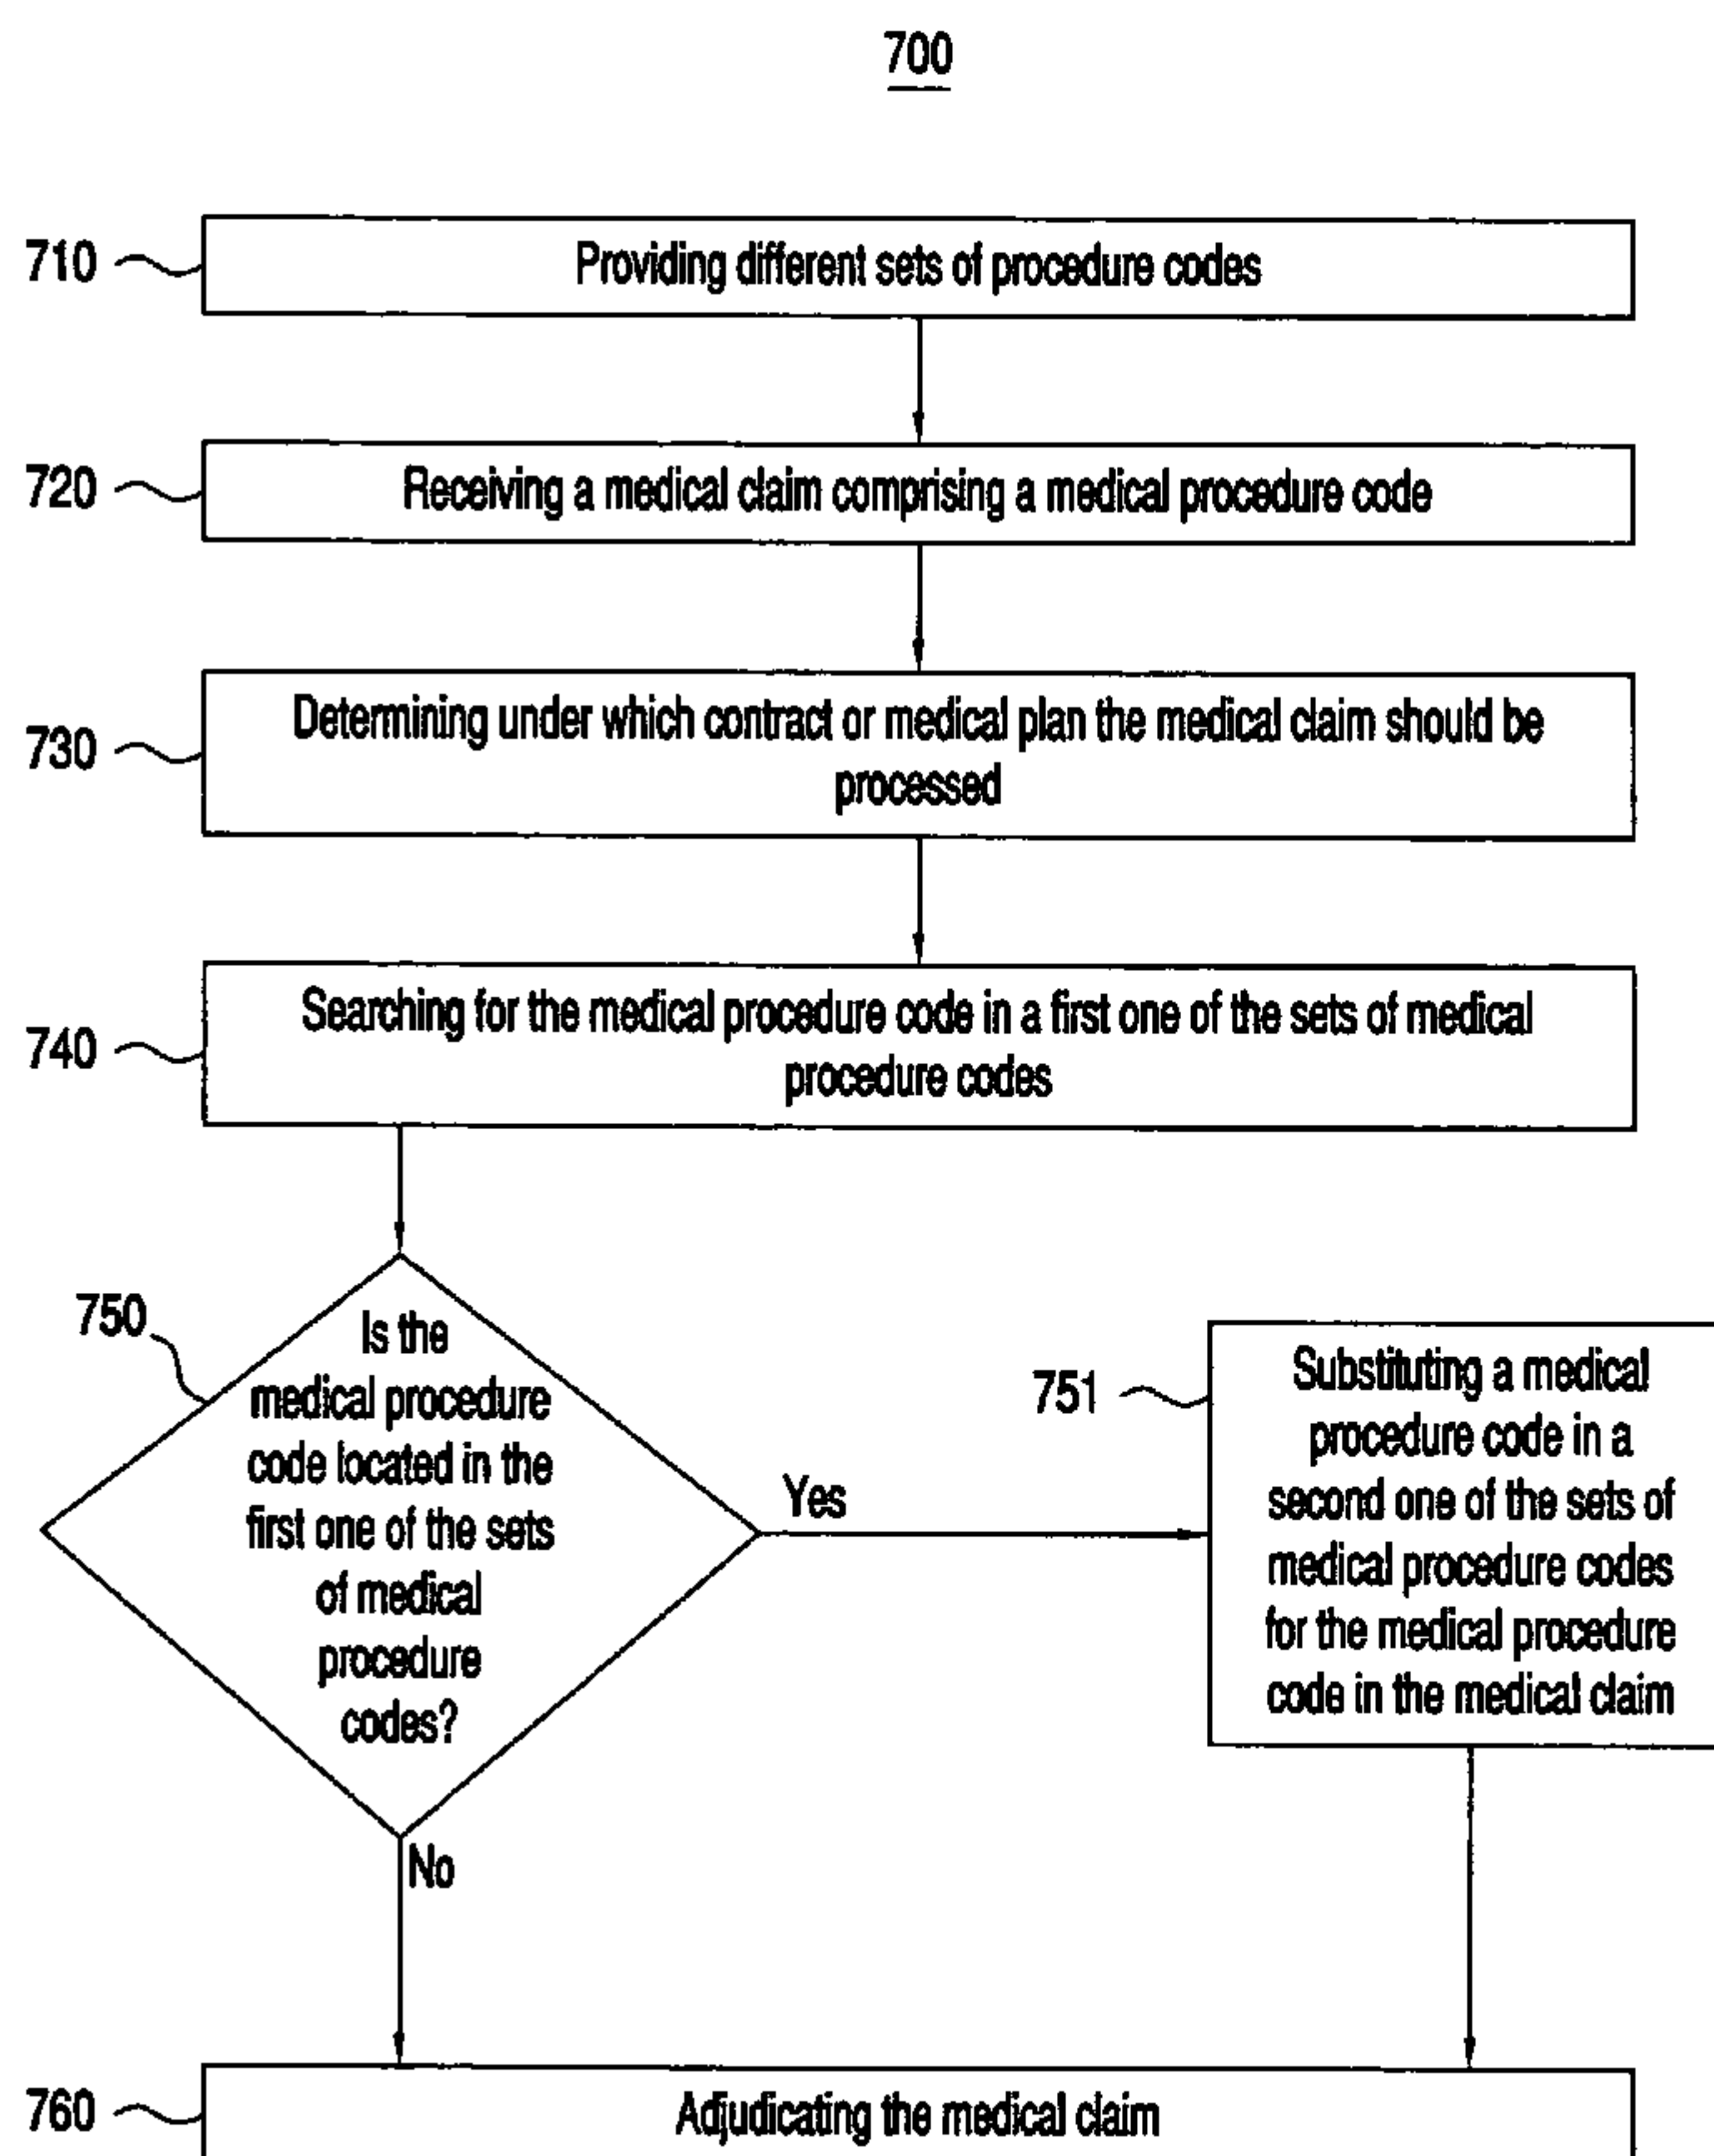 700
710
Providing different sets of procedure codes
720
Receiving a medical claim comprising a medical procedure code
730
Determining under which contract or medical plan the medical claim should be
processed
740
Searching for the medical procedure code in a first one of the sets of medical
procedure codes
750
Is the
medical procedure
code located in the
first one of the sets
of medical
procedure
codes?
Yes
No
751
Substituting a medical
procedure code in a
second one of the sets of
medical procedure codes
for the medical procedure
code in the medical claim
760
Adjudicating the medical claim